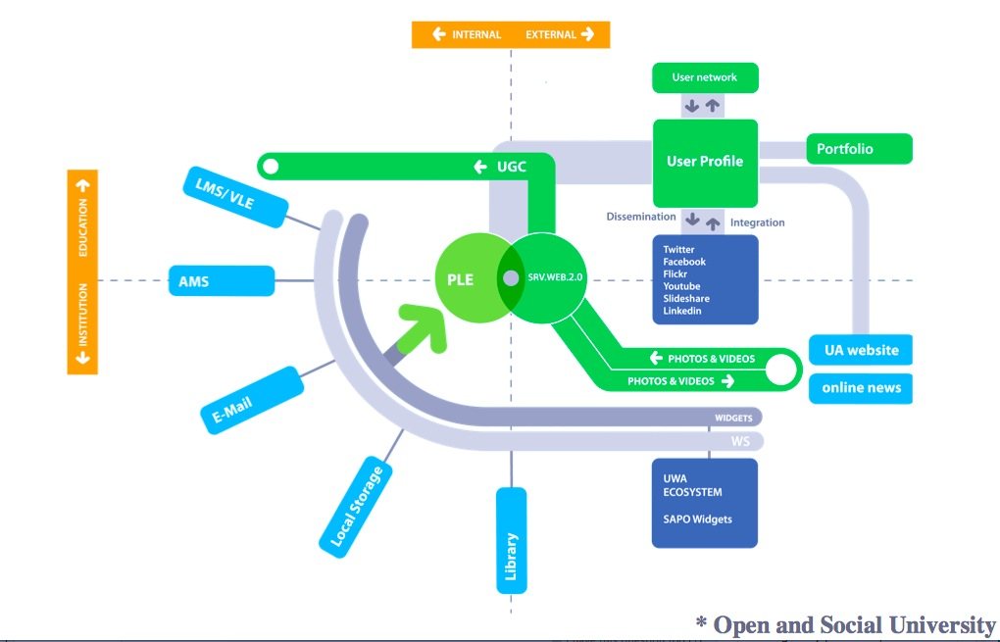 INTERNAL EXTERNAL
User network
User Profile
Portfolio
UGC
LMS/ VLE
EDUCATION
INSTITUTION
Dissemination
Integration
AMS
PLE
SRV.WEB.2.0
Twitter
Facebook
Flickr
Youtube
Slideshare
Linkedin
UA website
PHOTOS & VIDEOS
PHOTOS & VIDEOS
online news
E-Mail
WIDGETS
WS
Local Storage
Library
UWA
ECOSYSTEM
SAPO Widgets
* Open and Social University